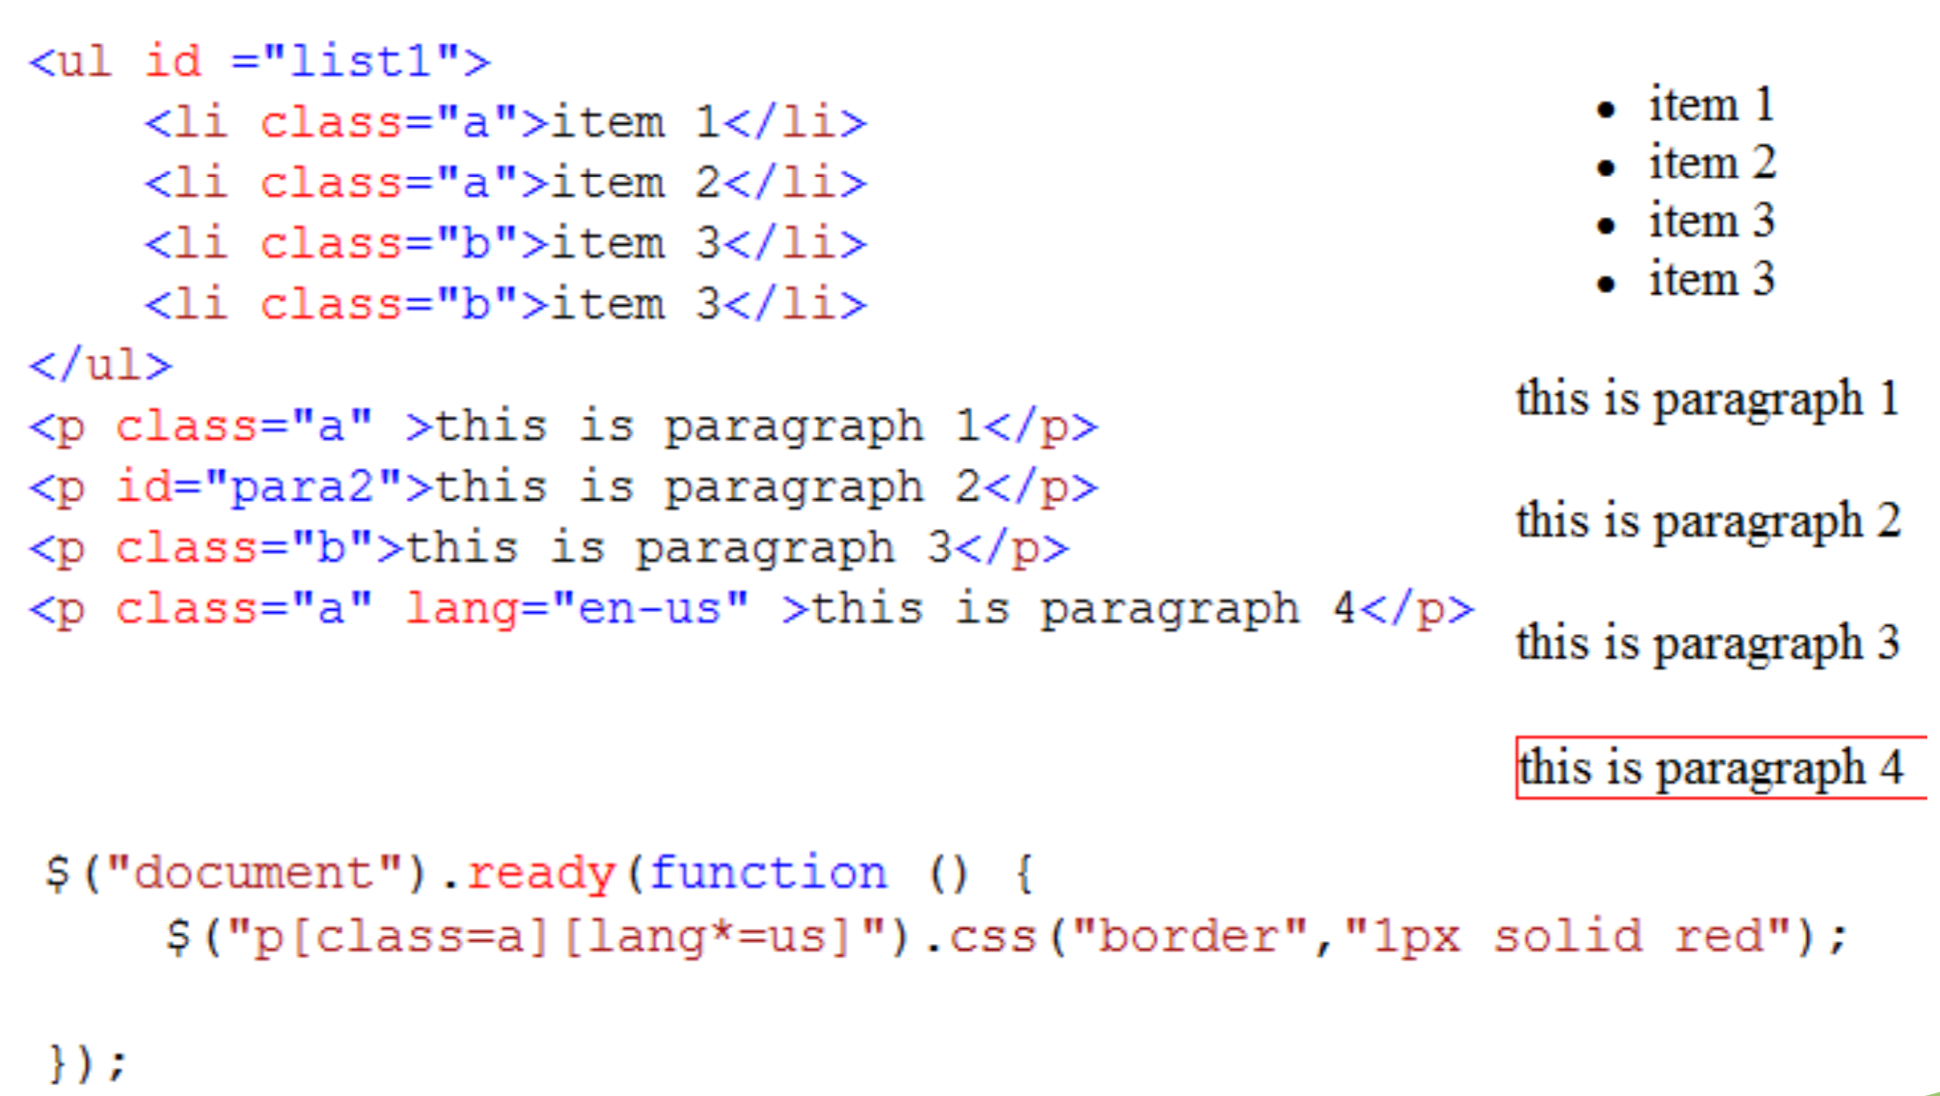 <ul id ="list1">
    <li class="a">item 1</li>
    <li class="a">item 2</li>
    <li class="b">item 3</li>
    <li class="b">item 3</li>
</ul>
<p class="a" >this is paragraph 1</p>
<p id="para2">this is paragraph 2</p>
<p class="b">this is paragraph 3</p>
<p class="a" lang="en-us" >this is paragraph 4</p>
• item 1
• item 2
• item 3
• item 3
this is paragraph 1
this is paragraph 2
this is paragraph 3
this is paragraph 4
$("document").ready(function () {
    $("p[class=a][lang*=us]").css("border","1px solid red");
});